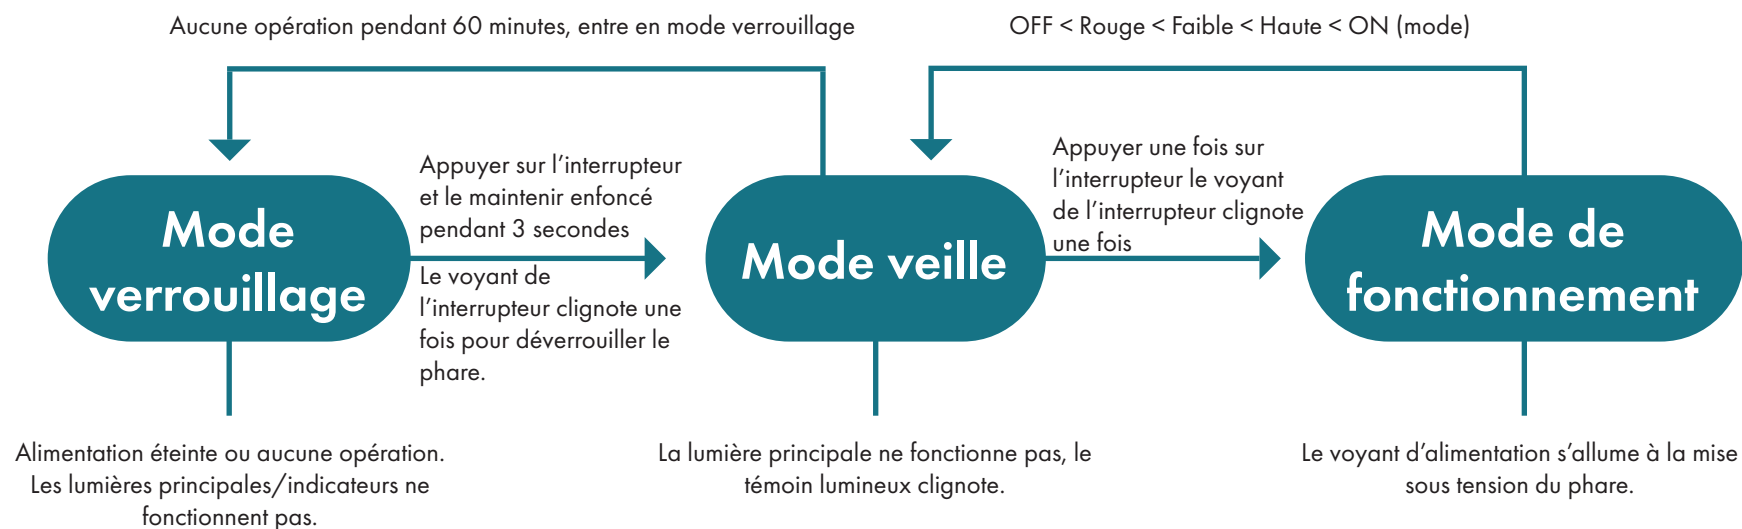 Aucune opération pendant 60 minutes, entre en mode verrouillage
OFF < Rouge < Faible < Haute < ON (mode)
Mode
verrouillage
Appuyer sur l’interrupteur
et le maintenir enfoncé
pendant 3 secondes
Le voyant de
l’interrupteur clignote une
fois pour déverrouiller le
phare.
Mode veille
Appuyer une fois sur
l’interrupteur le voyant
de l’interrupteur clignote
une fois
Mode de
fonctionnement
Alimentation éteinte ou aucune opération.
Les lumières principales/indicateurs ne
fonctionnent pas.
La lumière principale ne fonctionne pas, le
témoin lumineux clignote.
Le voyant d’alimentation s’allume à la mise
sous tension du phare.